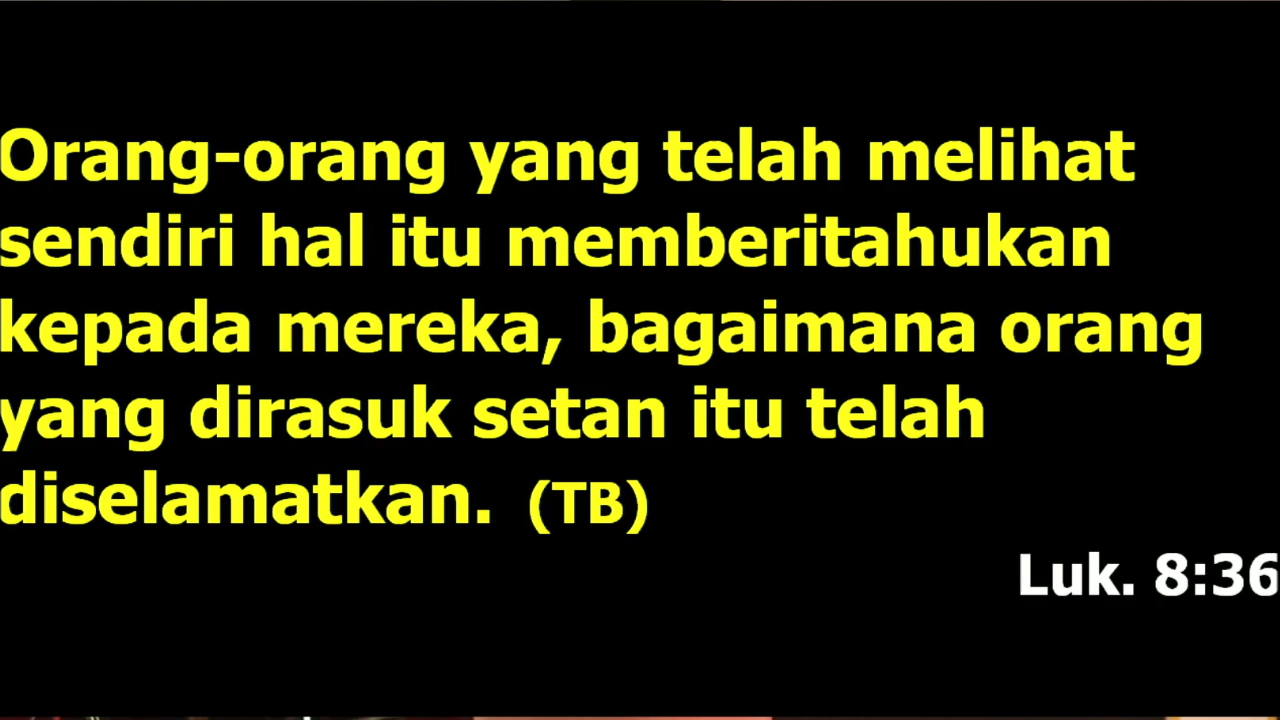 Orang-orang yang telah melihat
sendiri hal itu memberitahukan
kepada mereka, bagaimana orang
yang dirasuk setan itu telah
diselamatkan. (TB)
Luk. 8:36